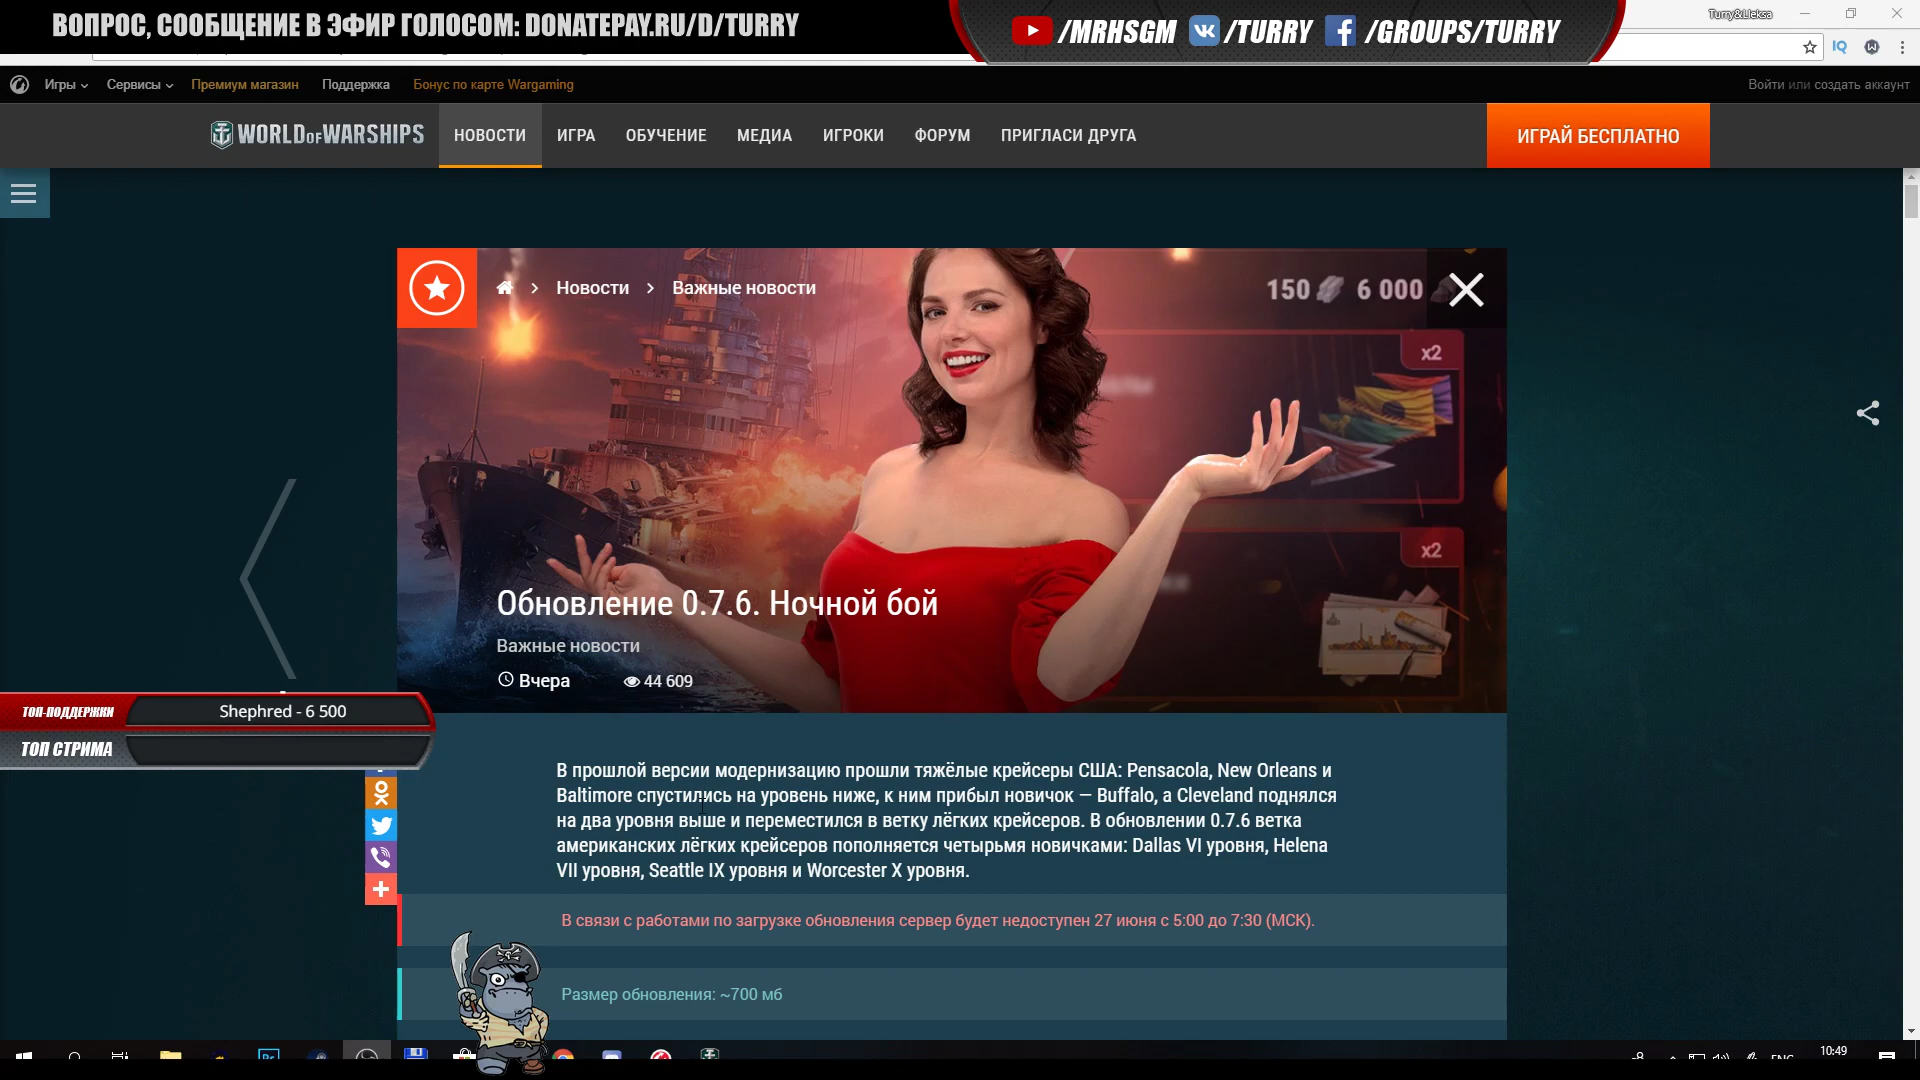 ВОПРОС, СООБЩЕНИЕ В ЭФИР ГОЛОСОМ: DONATEPAY.RU/D/TURRY
/MRHSGM /TURRY /GROUPS/TURRY
Turry&Lieksa
IQ
Игры Сервисы Премиум магазин Поддержка Бонус по карте Wargaming
Войти или создать аккаунт
WORLD OF WARSHIPS
НОВОСТИ ИГРА ОБУЧЕНИЕ МЕДИА ИГРОКИ ФОРУМ ПРИГЛАСИ ДРУГА
ИГРАЙ БЕСПЛАТНО
Новости Важные новости
150 6 000
x2
x2
Обновление 0.7.6. Ночной бой
Важные новости
Вчера 44 609
ТОП-ПОДДЕРЖКИ Shephred - 6 500
ТОП СТРИМА
В прошлой версии модернизацию прошли тяжёлые крейсеры США: Pensacola, New Orleans и
Baltimore спустились на уровень ниже, к ним прибыл новичок — Buffalo, а Cleveland поднялся
на два уровня выше и переместился в ветку лёгких крейсеров. В обновлении 0.7.6 ветка
американских лёгких крейсеров пополняется четырьмя новичками: Dallas VI уровня, Helena
VII уровня, Seattle IX уровня и Worcester X уровня.
В связи с работами по загрузке обновления сервер будет недоступен 27 июня с 5:00 до 7:30 (МСК).
Размер обновления: ~700 мб
ENG
10:49